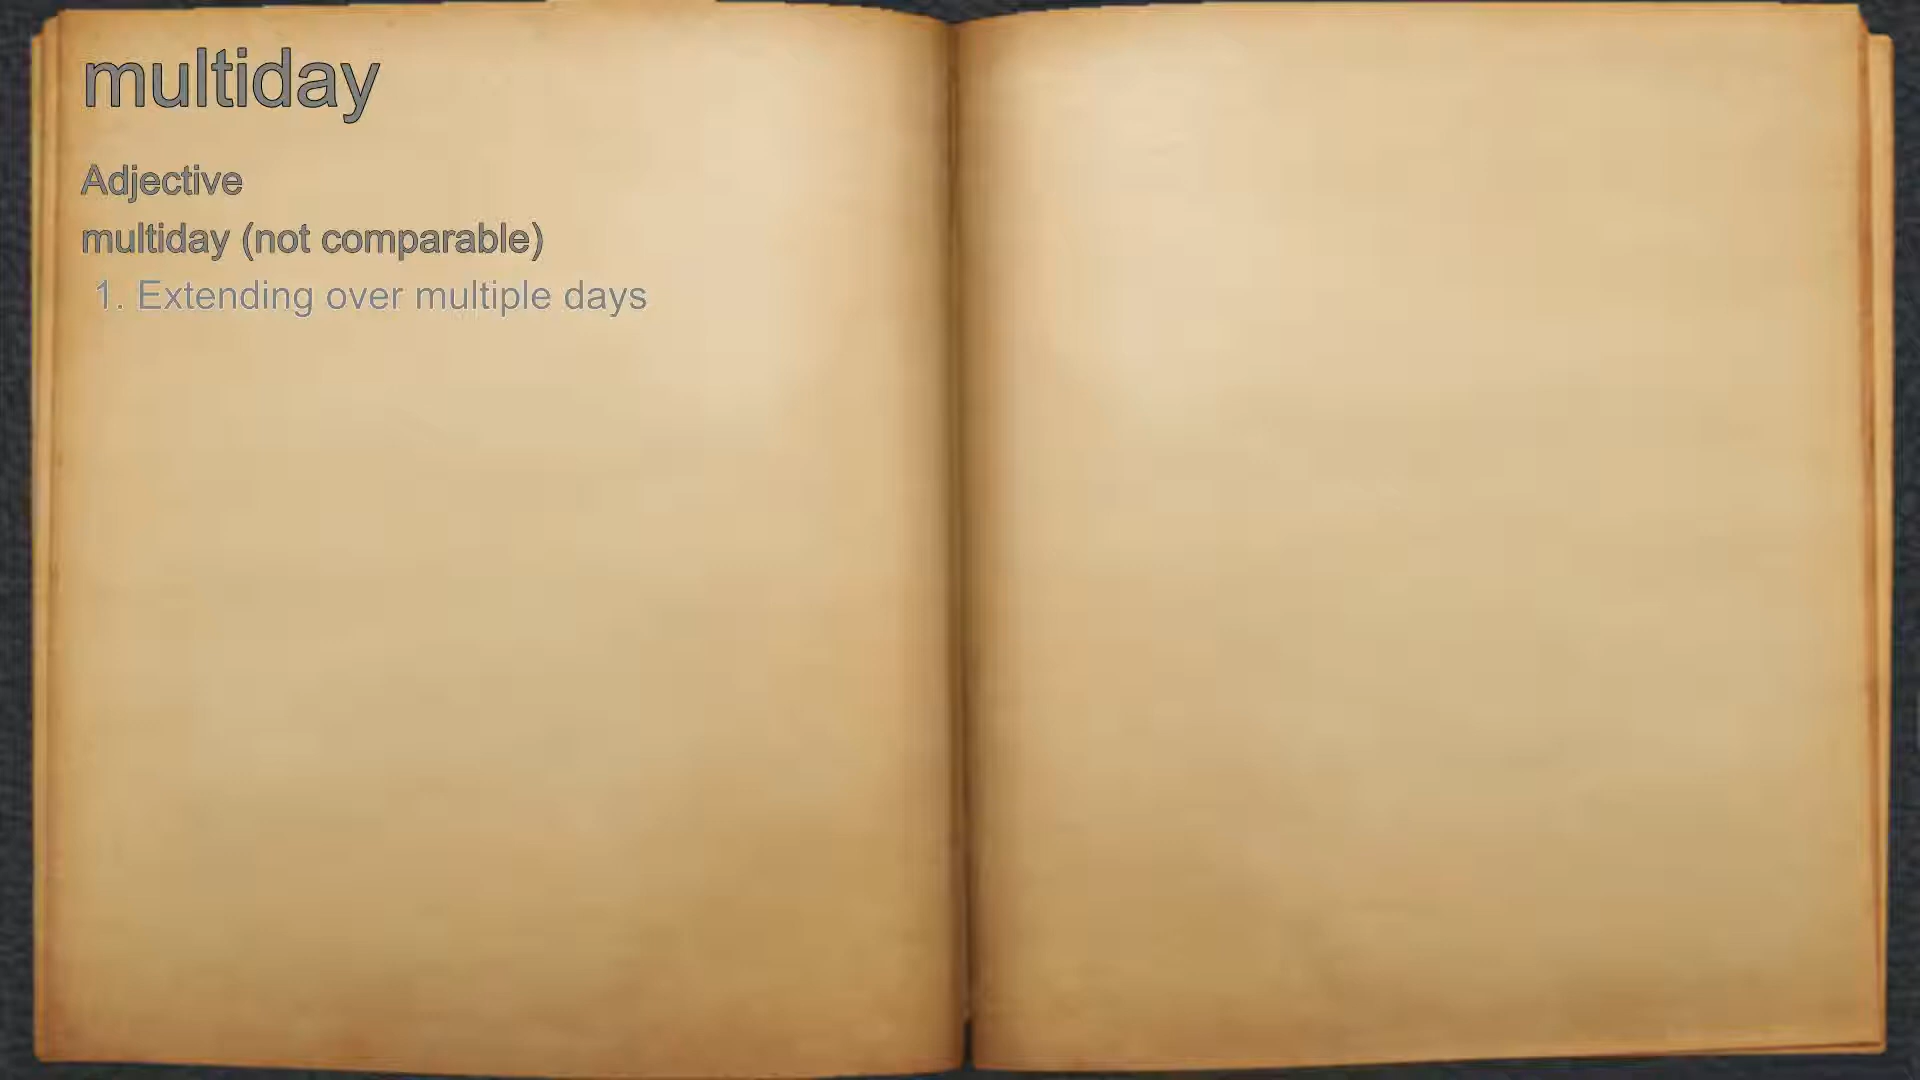 multiday
Adjective
multiday (not comparable)
1. Extending over multiple days